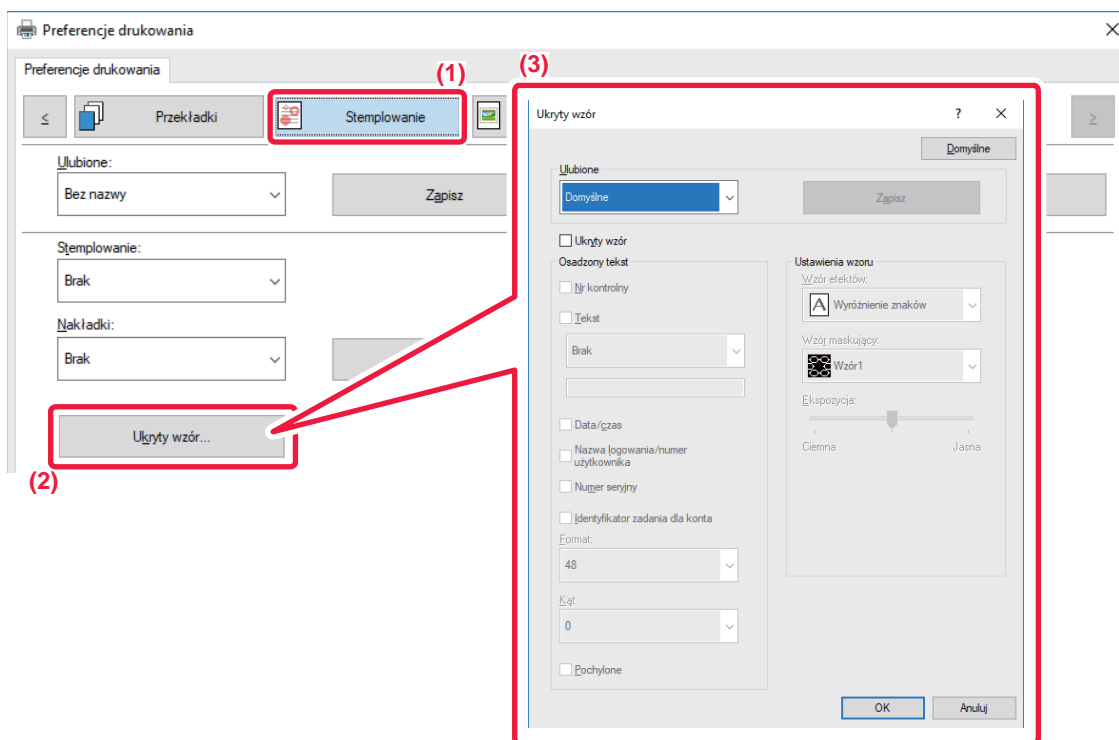 Preferencje drukowania
Preferencje drukowania
(1)
(3)
<
Przekładki
Stemplowanie
>
Ulubione:
Bez nazwy
Zapisz
Stemplowanie:
Brak
Nakładki:
Brak
Ukryty wzór...
(2)
Ukryty wzór
?
Domyślne
Ulubione
Domyślne
Zapisz
Ukryty wzór
Osadzony tekst
Nr kontrolny
Tekst
Brak
Data/czas
Nazwa logowania/numer
użytkownika
Numer seryjny
Identyfikator zadania dla konta
Format:
48
Kąt:
0
Pochylone
Ustawienia wzoru
Wzór efektów:
A
Wyróżnienie znaków
Wzór maskujący:
Wzór1
Ekspozycja:
Ciemna
Jasna
OK
Anuluj